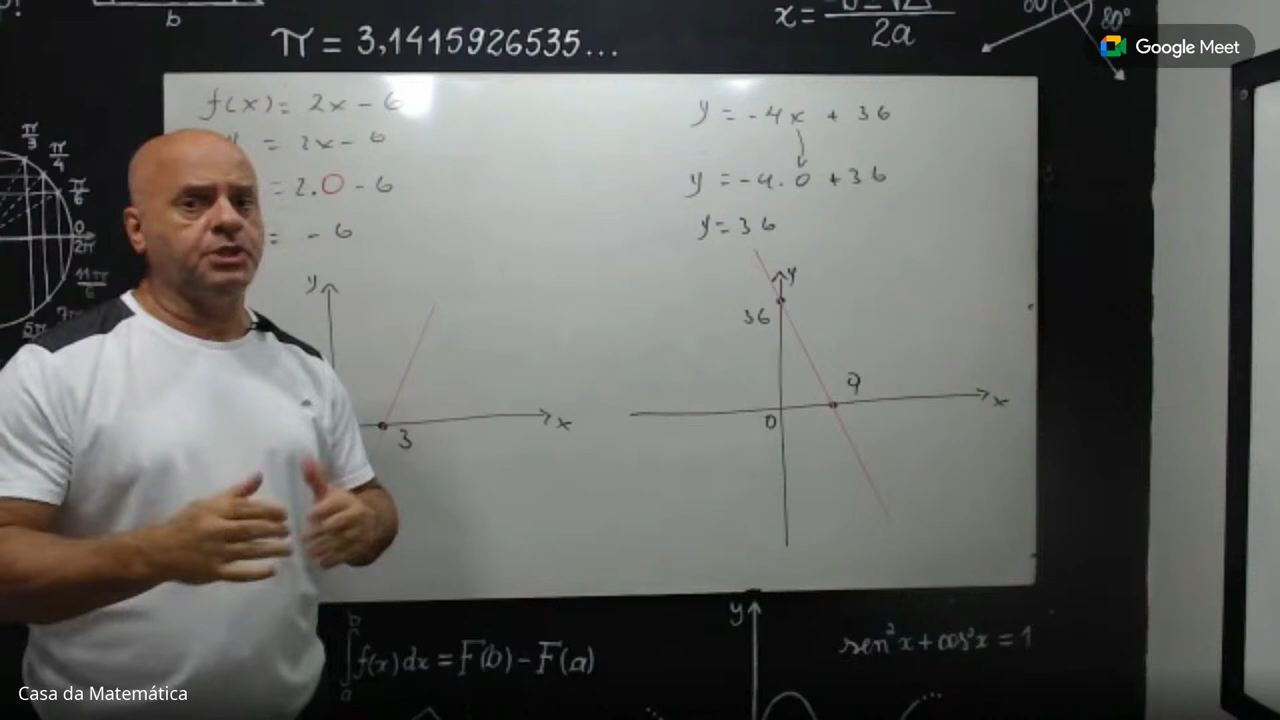 b
π = 3,1415926535...
2a
80°
Google Meet
π/3
π/4
π/6
0
2π
11π/6
f(x) = 2x - 6
= 2x - 6
= 2.0 - 6
= - 6
y
x
3
y = -4x + 36
y = -4.0 + 36
y = 36
y
36
9
0
x
∫ f(x)dx = F(b) - F(a)
y
sen²x + cos²x = 1
Casa da Matemática